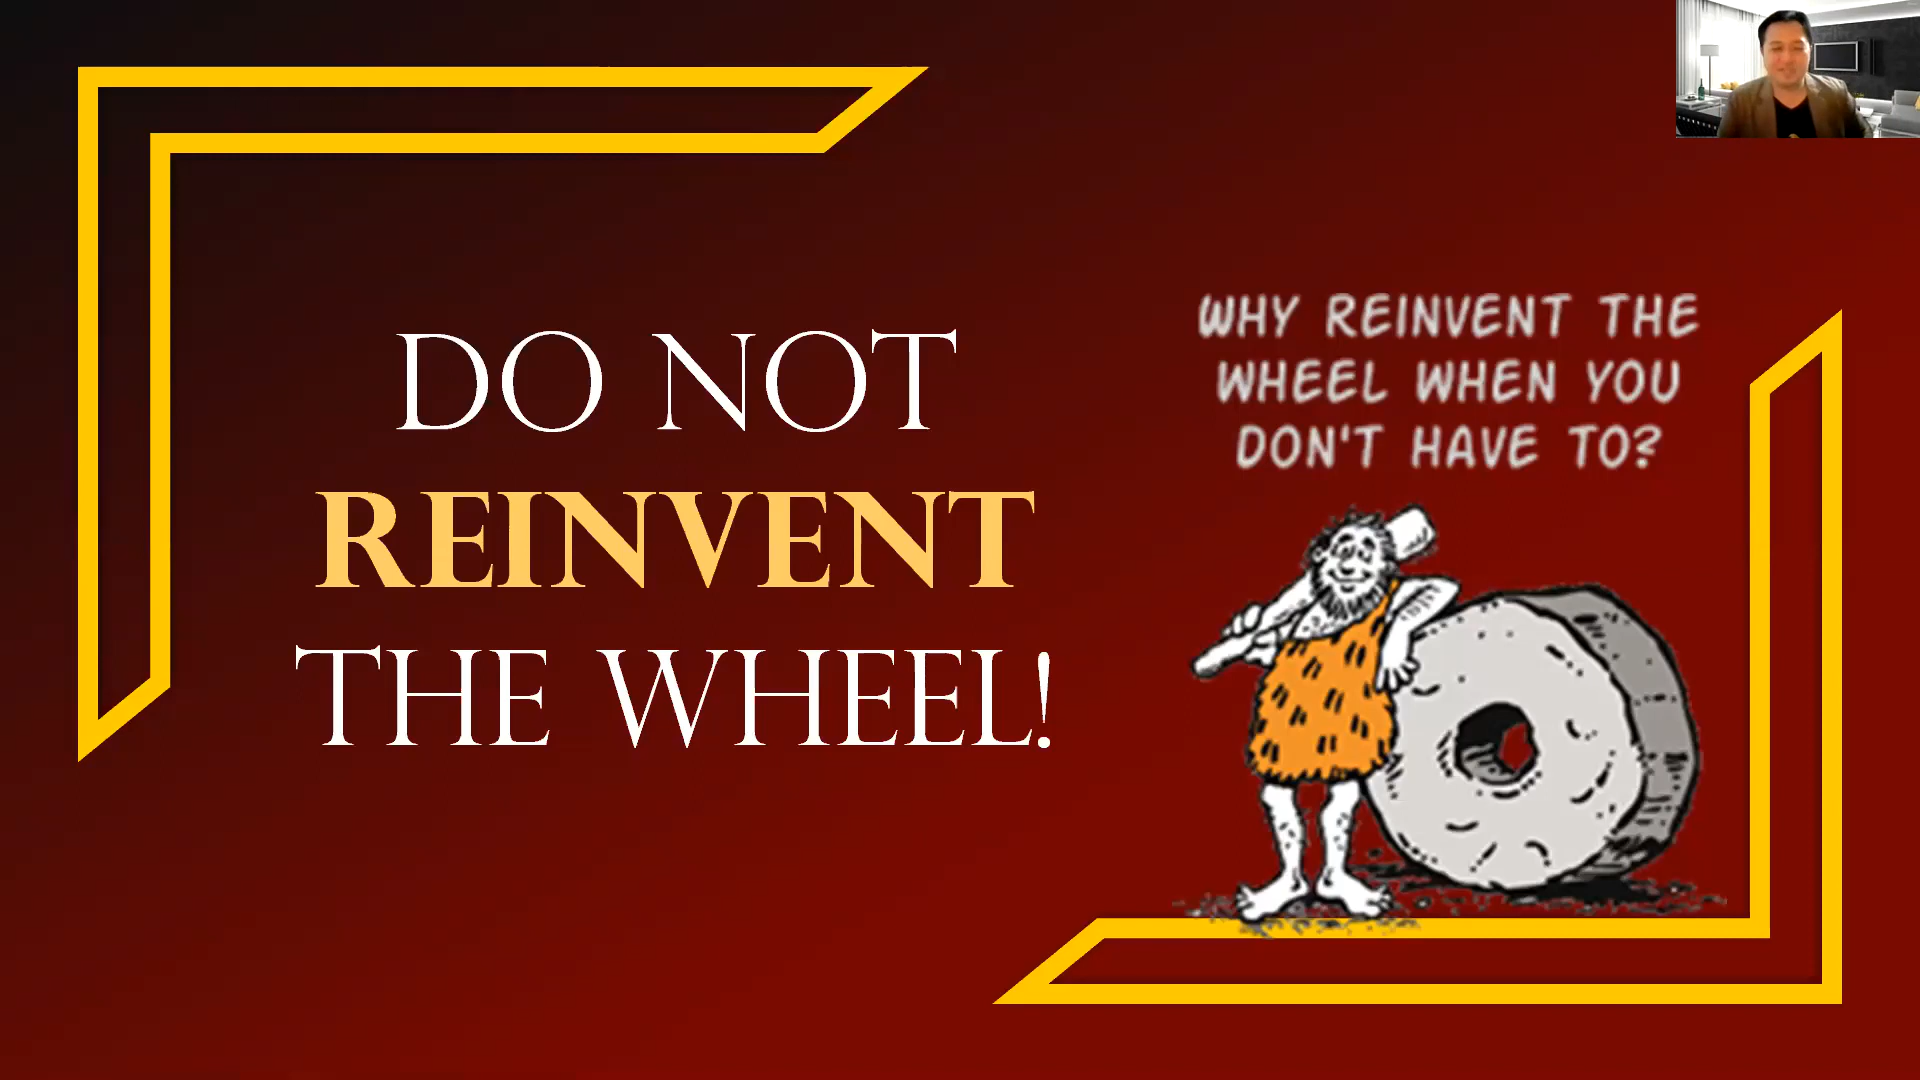 DO NOT
REINVENT
THE WHEEL!
WHY REINVENT THE
WHEEL WHEN YOU
DON'T HAVE TO?